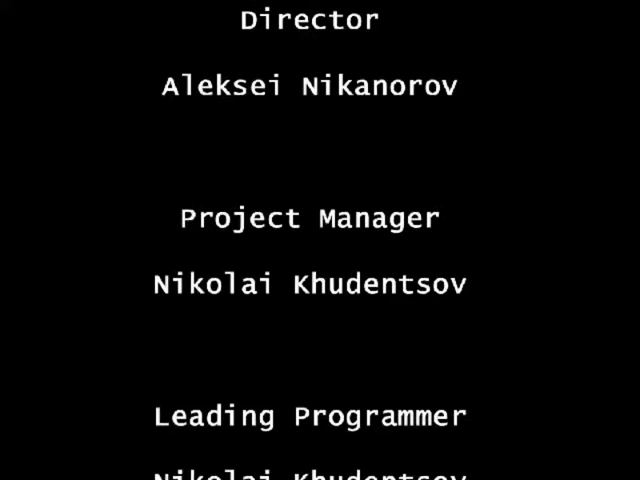 Director
Aleksei Nikanorov
Project Manager
Nikolai Khudentsov
Leading Programmer
Nikolai Khudentsov